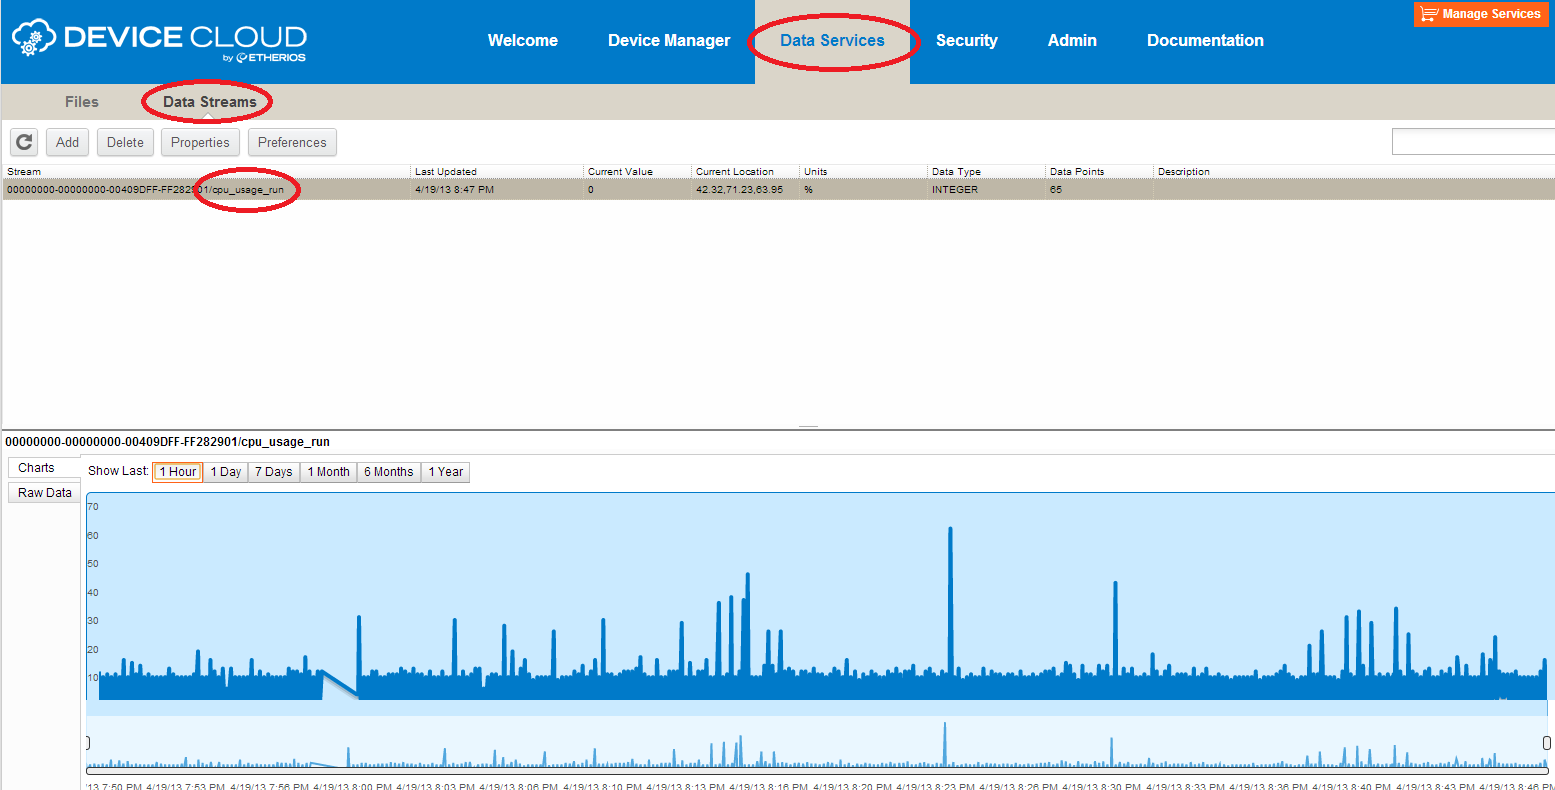 Manage Services
DEVICE CLOUD
by ETHERIOS
Welcome Device Manager Data Services Security Admin Documentation
Files Data Streams
Add Delete Properties Preferences
Stream Last Updated Current Value Current Location Units Data Type Data Points Description
00000000-00000000-00409DFF-FF282901/cpu_usage_run 4/19/13 8:47 PM 0 42.32,71.23,63.95 % INTEGER 65
00000000-00000000-00409DFF-FF282901/cpu_usage_run
Charts
Raw Data
Show Last: 1 Hour 1 Day 7 Days 1 Month 6 Months 1 Year
70
60
50
40
30
20
10
'13 7:50 PM 4/19/13 7:53 PM 4/19/13 7:56 PM 4/19/13 8:00 PM 4/19/13 8:03 PM 4/19/13 8:06 PM 4/19/13 8:10 PM 4/19/13 8:13 PM 4/19/13 8:16 PM 4/19/13 8:20 PM 4/19/13 8:23 PM 4/19/13 8:26 PM 4/19/13 8:30 PM 4/19/13 8:33 PM 4/19/13 8:36 PM 4/19/13 8:40 PM 4/19/13 8:43 PM 4/19/13 8:46 PM